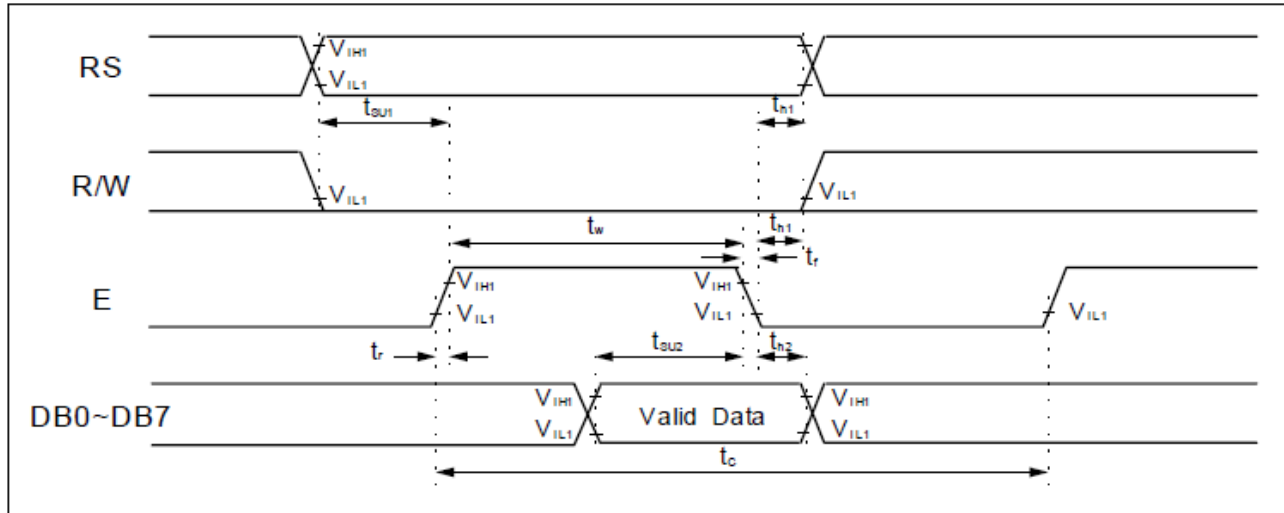 RS
VIH1
VIL1
tSU1
th1
R/W
VIL1
VIL1
tw
th1
tf
E
VIH1
VIH1
VIL1
VIL1
VIL1
tr
tSU2
th2
DB0~DB7
VIH1
Valid Data
VIH1
VIL1
VIL1
tc